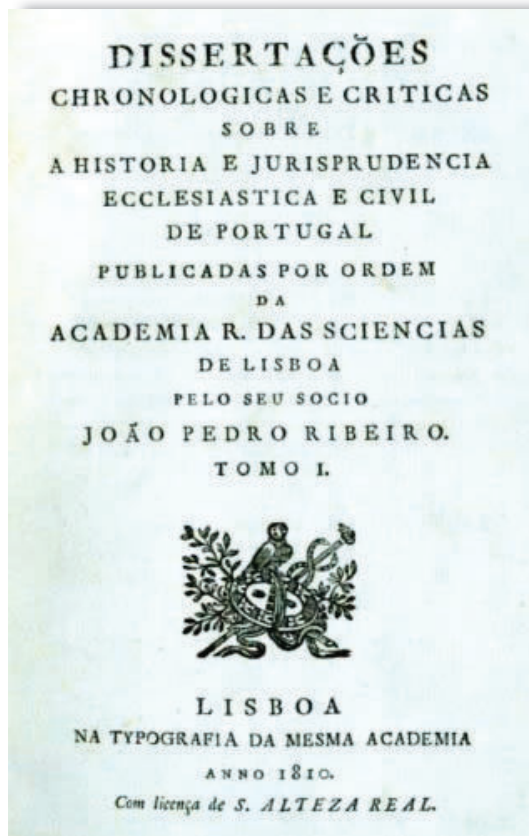 DISSERTAÇÕES
CHRONOLOGICAS E CRITICAS
SOBRE
A HISTORIA E JURISPRUDENCIA
ECCLESIASTICA E CIVIL
DE PORTUGAL
PUBLICADAS POR ORDEM
DA
ACADEMIA R. DAS SCIENCIAS
DE LISBOA
PELO SEU SOCIO
JOÃO PEDRO RIBEIRO.
TOMO I.
LISBOA
NA TYPOGRAFIA DA MESMA ACADEMIA
ANNO 1810.
Com licença de S. ALTEZA REAL.